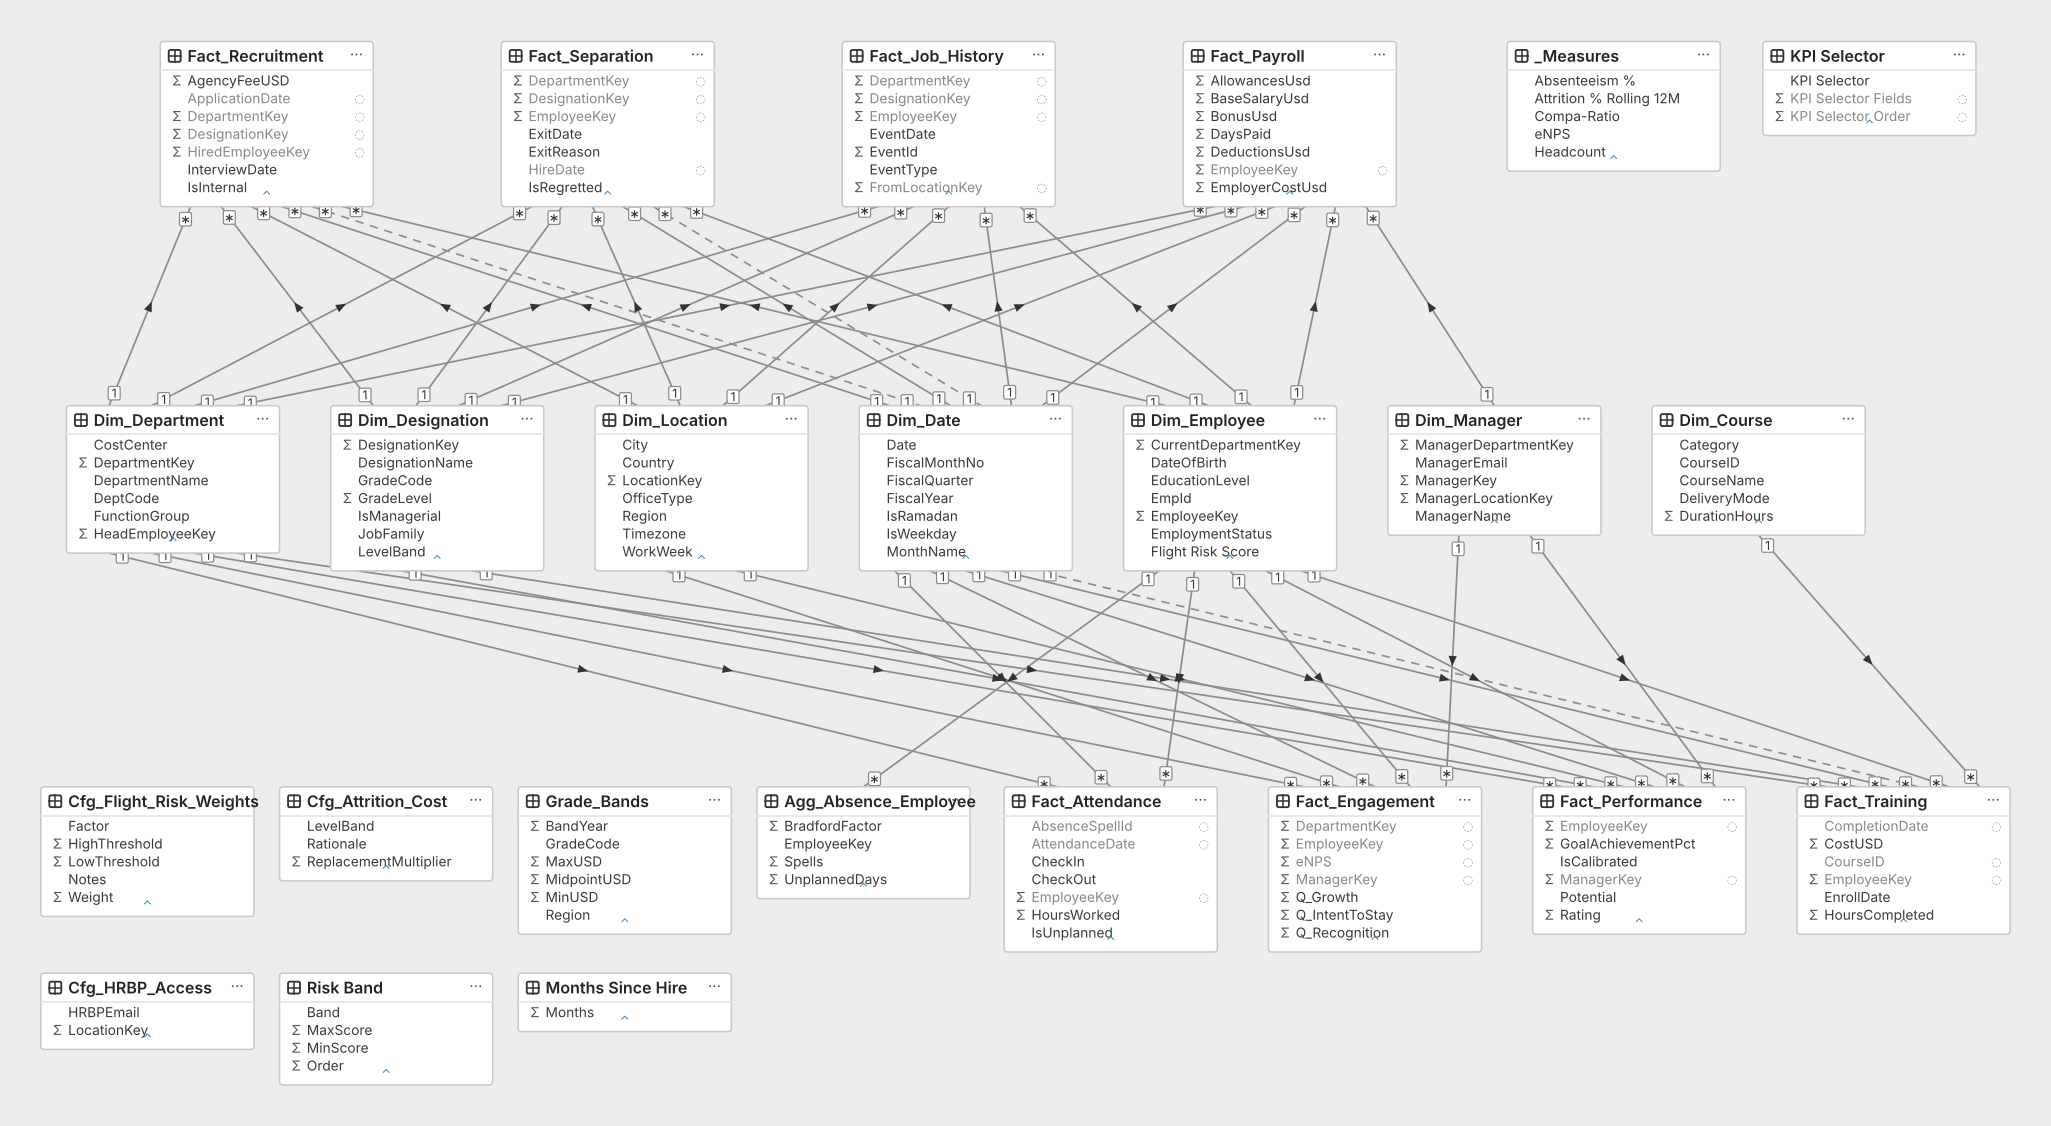 Fact_Recruitment
AgencyFeeUSD
ApplicationDate
DepartmentKey
DesignationKey
HiredEmployeeKey
InterviewDate
IsInternal
Fact_Separation
DepartmentKey
DesignationKey
EmployeeKey
ExitDate
ExitReason
HireDate
IsRegretted
Fact_Job_History
DepartmentKey
DesignationKey
EmployeeKey
EventDate
EventId
EventType
FromLocationKey
Fact_Payroll
AllowancesUsd
BaseSalaryUsd
BonusUsd
DaysPaid
DeductionsUsd
EmployeeKey
EmployerCostUsd
_Measures
Absenteeism %
Attrition % Rolling 12M
Compa-Ratio
eNPS
Headcount
KPI Selector
KPI Selector
KPI Selector Fields
KPI Selector Order
Dim_Department
CostCenter
DepartmentKey
DepartmentName
DeptCode
FunctionGroup
HeadEmployeeKey
Dim_Designation
DesignationKey
DesignationName
GradeCode
GradeLevel
IsManagerial
JobFamily
LevelBand
Dim_Location
City
Country
LocationKey
OfficeType
Region
Timezone
WorkWeek
Dim_Date
Date
FiscalMonthNo
FiscalQuarter
FiscalYear
IsRamadan
IsWeekday
MonthName
Dim_Employee
CurrentDepartmentKey
DateOfBirth
EducationLevel
EmpId
EmployeeKey
EmploymentStatus
Flight Risk Score
Dim_Manager
ManagerDepartmentKey
ManagerEmail
ManagerKey
ManagerLocationKey
ManagerName
Dim_Course
Category
CourseID
CourseName
DeliveryMode
DurationHours
Cfg_Flight_Risk_Weights
Factor
HighThreshold
LowThreshold
Notes
Weight
Cfg_Attrition_Cost
LevelBand
Rationale
ReplacementMultiplier
Grade_Bands
BandYear
GradeCode
MaxUSD
MidpointUSD
MinUSD
Region
Agg_Absence_Employee
BradfordFactor
EmployeeKey
Spells
UnplannedDays
Fact_Attendance
AbsenceSpellId
AttendanceDate
CheckIn
CheckOut
EmployeeKey
HoursWorked
IsUnplanned
Fact_Engagement
DepartmentKey
EmployeeKey
eNPS
ManagerKey
Q_Growth
Q_IntentToStay
Q_Recognition
Fact_Performance
EmployeeKey
GoalAchievementPct
IsCalibrated
ManagerKey
Potential
Rating
Fact_Training
CompletionDate
CostUSD
CourseID
EmployeeKey
EnrollDate
HoursCompleted
Cfg_HRBP_Access
HRBPEmail
LocationKey
Risk Band
Band
MaxScore
MinScore
Order
Months Since Hire
Months